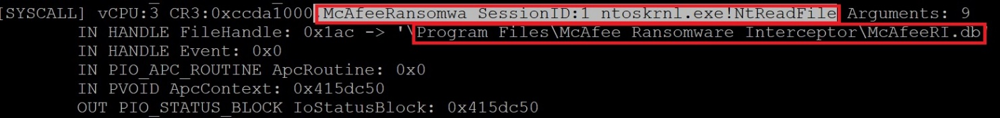 [SYSCALL] vCPU:3 CR3:0xccda1000,McAfeeRansomwa SessionID:1 ntoskrnl.exe!NtReadFile Arguments: 9
IN HANDLE FileHandle: 0x1ac -> '\Program Files\McAfee Ransomware Interceptor\McAfeeRI.db'
IN HANDLE Event: 0x0
IN PIO_APC_ROUTINE ApcRoutine: 0x0
IN PVOID ApcContext: 0x415dc50
OUT PIO_STATUS_BLOCK IoStatusBlock: 0x415dc50